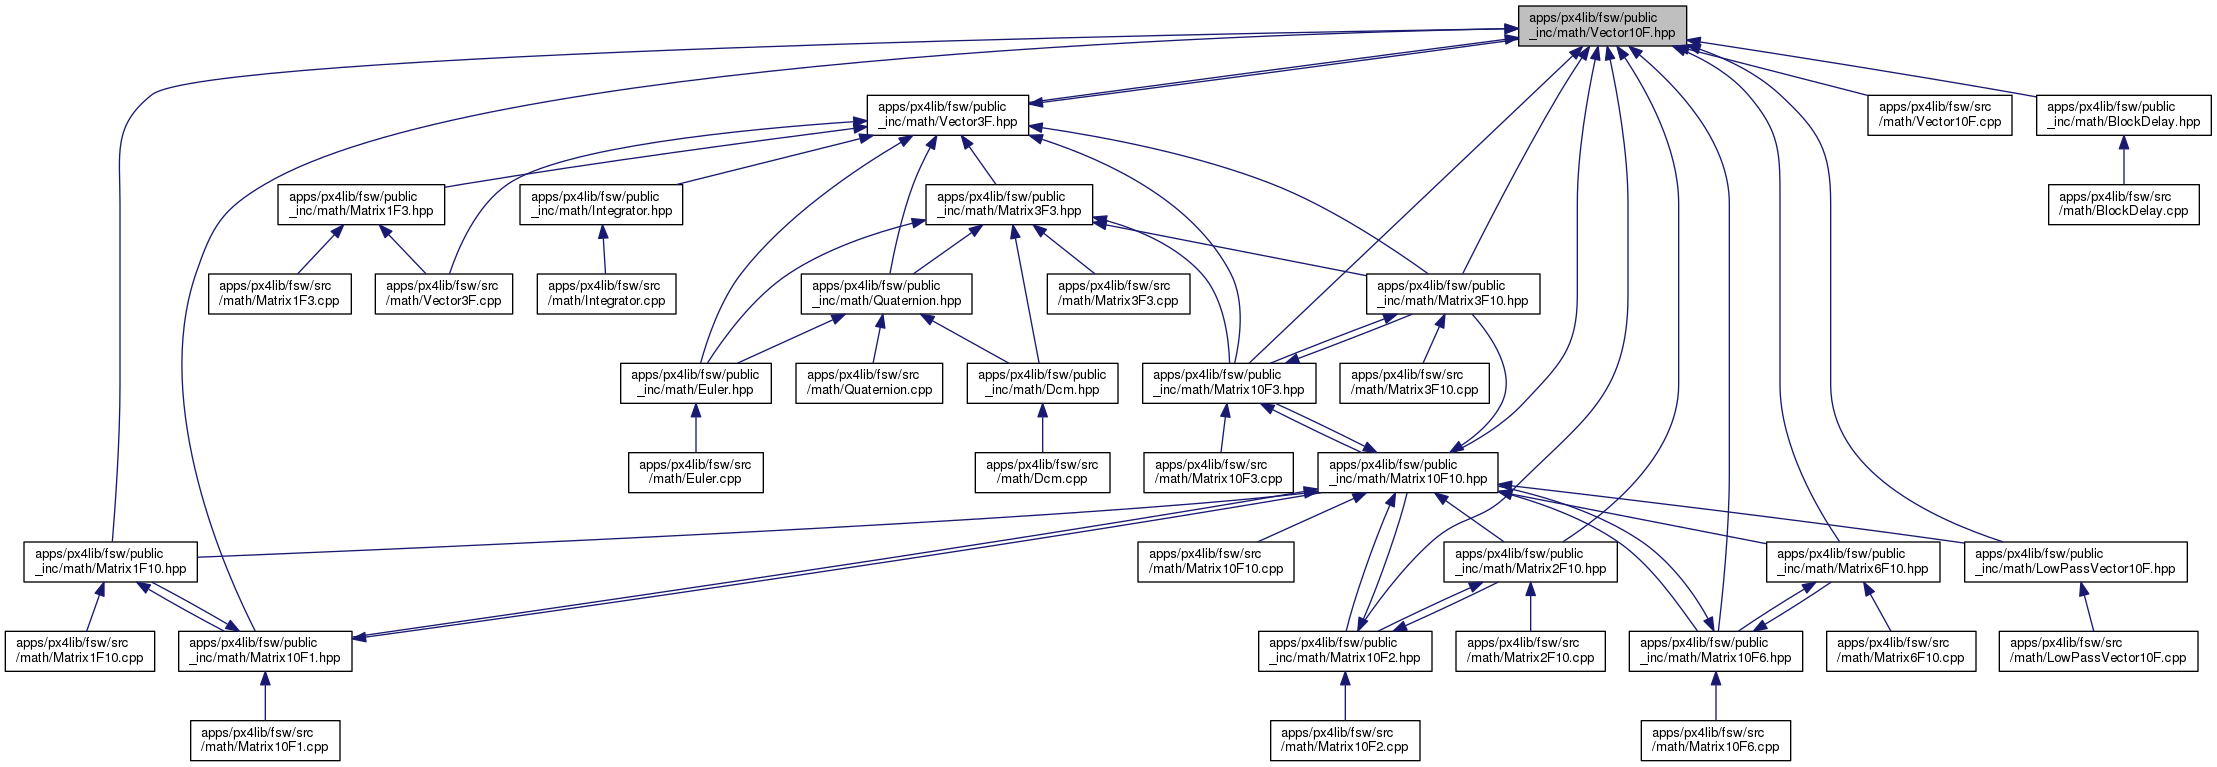 apps/px4lib/fsw/public
_inc/math/Vector10F.hpp
apps/px4lib/fsw/public
_inc/math/Vector3F.hpp
apps/px4lib/fsw/src
/math/Vector10F.cpp
apps/px4lib/fsw/public
_inc/math/BlockDelay.hpp
apps/px4lib/fsw/public
_inc/math/Matrix1F3.hpp
apps/px4lib/fsw/public
_inc/math/Integrator.hpp
apps/px4lib/fsw/public
_inc/math/Matrix3F3.hpp
apps/px4lib/fsw/src
/math/BlockDelay.cpp
apps/px4lib/fsw/src
/math/Matrix1F3.cpp
apps/px4lib/fsw/src
/math/Vector3F.cpp
apps/px4lib/fsw/src
/math/Integrator.cpp
apps/px4lib/fsw/public
_inc/math/Quaternion.hpp
apps/px4lib/fsw/src
/math/Matrix3F3.cpp
apps/px4lib/fsw/public
_inc/math/Matrix3F10.hpp
apps/px4lib/fsw/public
_inc/math/Euler.hpp
apps/px4lib/fsw/src
/math/Quaternion.cpp
apps/px4lib/fsw/public
_inc/math/Dcm.hpp
apps/px4lib/fsw/public
_inc/math/Matrix10F3.hpp
apps/px4lib/fsw/src
/math/Matrix3F10.cpp
apps/px4lib/fsw/src
/math/Euler.cpp
apps/px4lib/fsw/src
/math/Dcm.cpp
apps/px4lib/fsw/src
/math/Matrix10F3.cpp
apps/px4lib/fsw/public
_inc/math/Matrix10F10.hpp
apps/px4lib/fsw/public
_inc/math/Matrix1F10.hpp
apps/px4lib/fsw/src
/math/Matrix10F10.cpp
apps/px4lib/fsw/public
_inc/math/Matrix2F10.hpp
apps/px4lib/fsw/public
_inc/math/Matrix6F10.hpp
apps/px4lib/fsw/public
_inc/math/LowPassVector10F.hpp
apps/px4lib/fsw/src
/math/Matrix1F10.cpp
apps/px4lib/fsw/public
_inc/math/Matrix10F1.hpp
apps/px4lib/fsw/public
_inc/math/Matrix10F2.hpp
apps/px4lib/fsw/src
/math/Matrix2F10.cpp
apps/px4lib/fsw/public
_inc/math/Matrix10F6.hpp
apps/px4lib/fsw/src
/math/Matrix6F10.cpp
apps/px4lib/fsw/src
/math/LowPassVector10F.cpp
apps/px4lib/fsw/src
/math/Matrix10F1.cpp
apps/px4lib/fsw/src
/math/Matrix10F2.cpp
apps/px4lib/fsw/src
/math/Matrix10F6.cpp